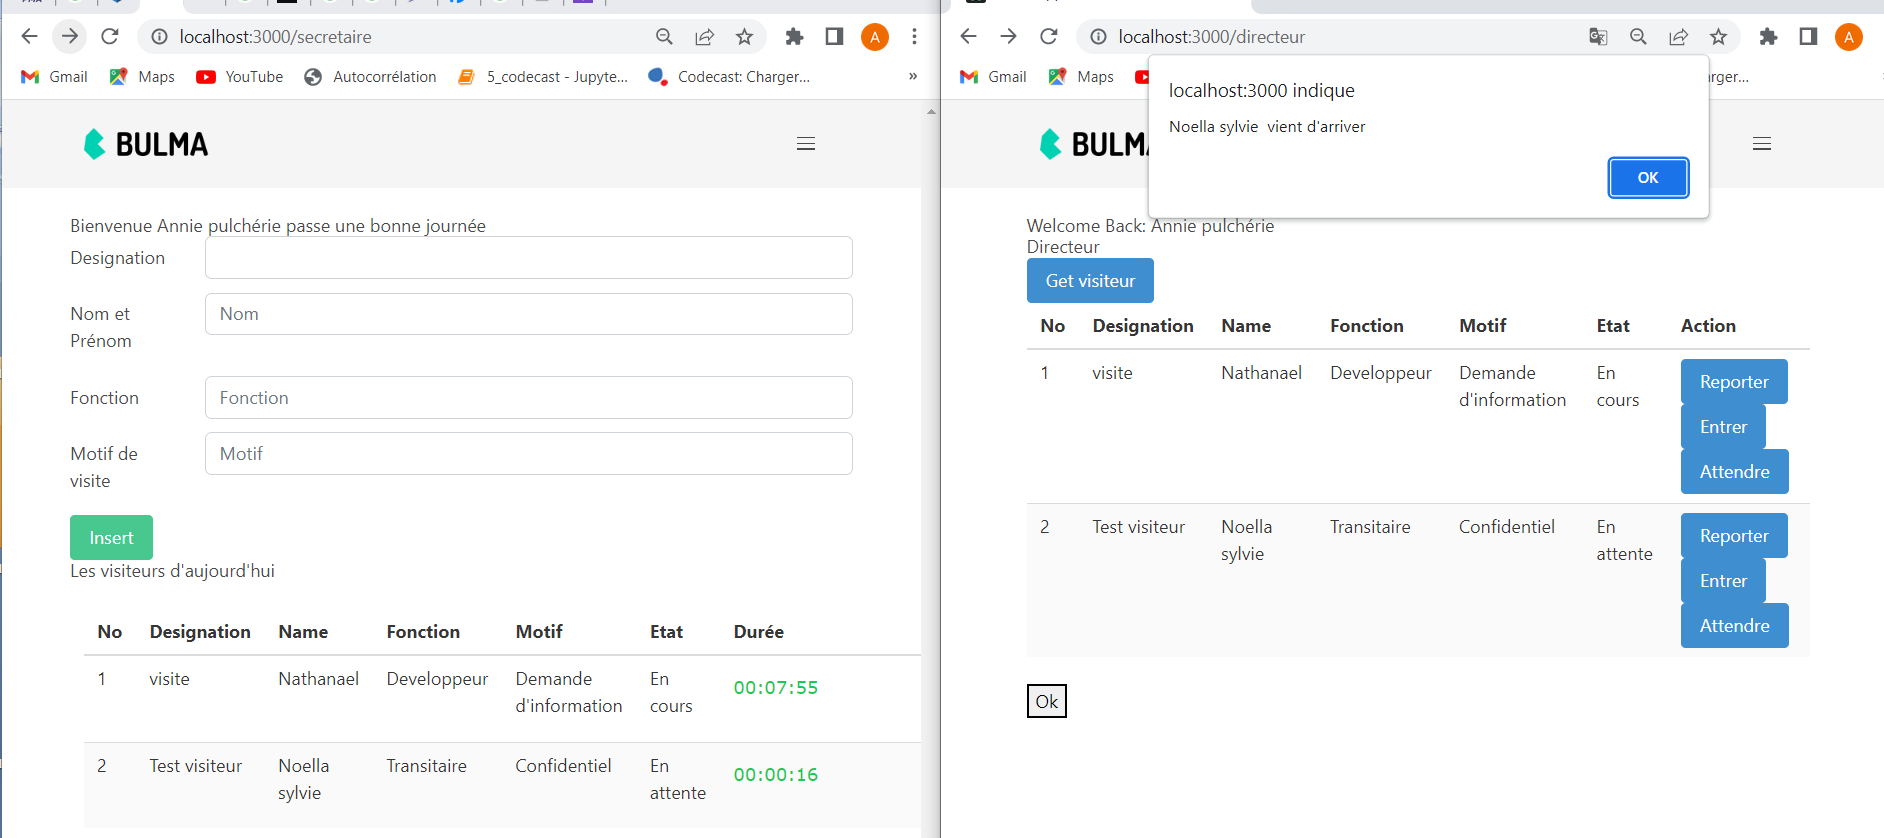 localhost:3000/secretaire
A
Gmail
Maps
YouTube
Autocorrélation
5_codecast - Jupyte...
Codecast: Charger...
»
BULMA
Bienvenue Annie pulchérie passe une bonne journée
Designation
Nom et
Prénom
Nom
Fonction
Fonction
Motif de
visite
Motif
Insert
Les visiteurs d'aujourd'hui
No Designation Name Fonction Motif Etat Durée
1 visite Nathanael Developpeur Demande d'information En cours 00:07:55
2 Test visiteur Noella sylvie Transitaire Confidentiel En attente 00:00:16
localhost:3000/directeur
A
Gmail
Maps
rger...
localhost:3000 indique
Noella sylvie vient d'arriver
OK
BULM
Welcome Back: Annie pulchérie
Directeur
Get visiteur
No Designation Name Fonction Motif Etat Action
1 visite Nathanael Developpeur Demande d'information En cours
Reporter
Entrer
Attendre
2 Test visiteur Noella sylvie Transitaire Confidentiel En attente
Reporter
Entrer
Attendre
Ok